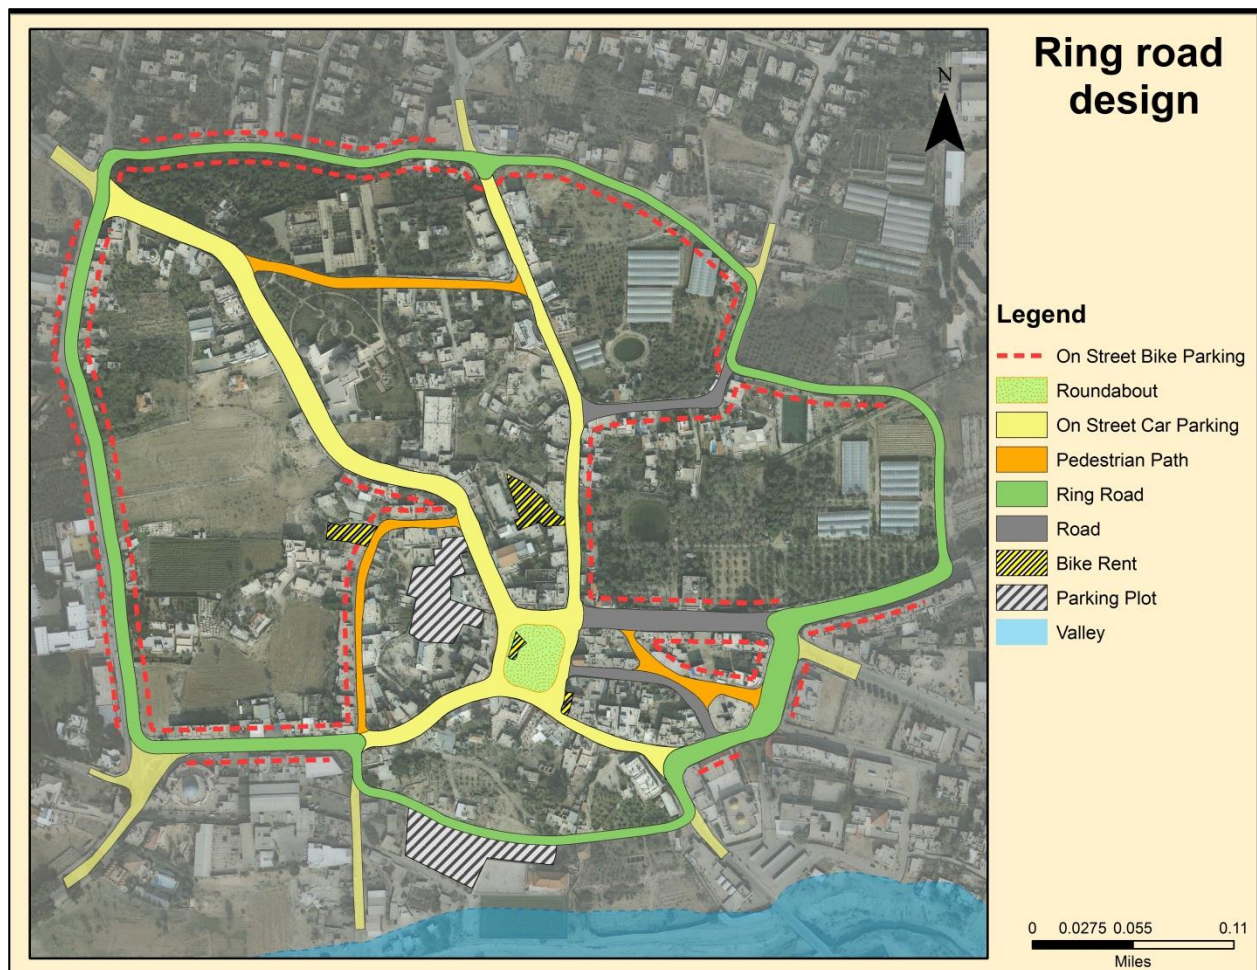 Ring road
design
N
Legend
On Street Bike Parking
Roundabout
On Street Car Parking
Pedestrian Path
Ring Road
Road
Bike Rent
Parking Plot
Valley
0 0.0275 0.055 0.11
Miles